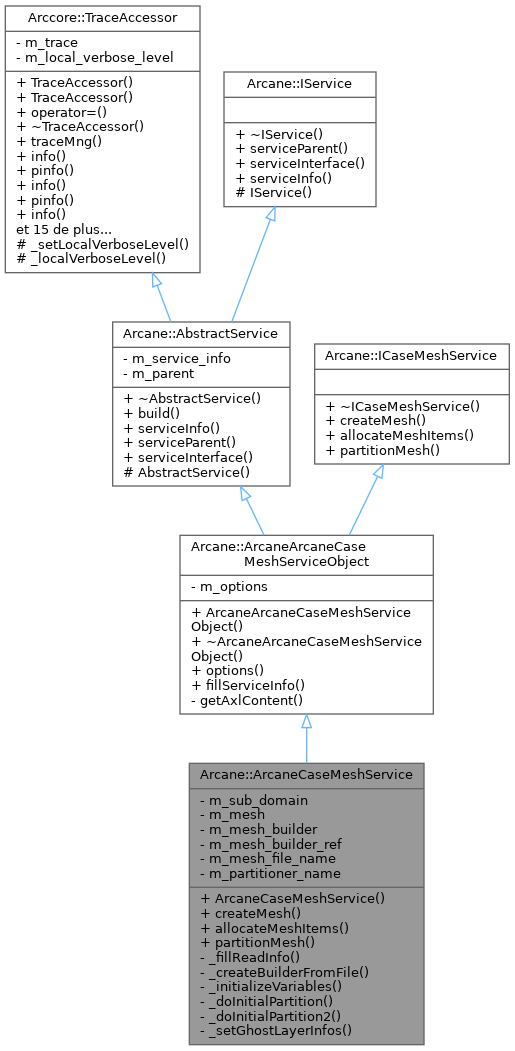 Arccore::TraceAccessor
- m_trace
- m_local_verbose_level
+ TraceAccessor()
+ TraceAccessor()
+ operator=()
+ ~TraceAccessor()
+ traceMng()
+ info()
+ pinfo()
+ info()
+ pinfo()
+ info()
et 15 de plus...
# _setLocalVerboseLevel()
# _localVerboseLevel()
Arcane::IService
+ ~IService()
+ serviceParent()
+ serviceInterface()
+ serviceInfo()
# IService()
Arcane::AbstractService
- m_service_info
- m_parent
+ ~AbstractService()
+ build()
+ serviceInfo()
+ serviceParent()
+ serviceInterface()
# AbstractService()
Arcane::ICaseMeshService
+ ~ICaseMeshService()
+ createMesh()
+ allocateMeshItems()
+ partitionMesh()
Arcane::ArcaneArcaneCase
MeshServiceObject
- m_options
+ ArcaneArcaneCaseMeshService
Object()
+ ~ArcaneArcaneCaseMeshService
Object()
+ options()
+ fillServiceInfo()
- getAxlContent()
Arcane::ArcaneCaseMeshService
- m_sub_domain
- m_mesh
- m_mesh_builder
- m_mesh_builder_ref
- m_mesh_file_name
- m_partitioner_name
+ ArcaneCaseMeshService()
+ createMesh()
+ allocateMeshItems()
+ partitionMesh()
- _fillReadInfo()
- _createBuilderFromFile()
- _initializeVariables()
- _doInitialPartition()
- _doInitialPartition2()
- _setGhostLayerInfos()